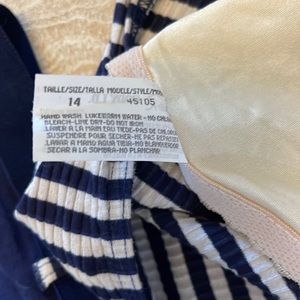 TAILLE/SIZE/TALLA MODELE/STYLE/MO
14 45105
HAND WASH LUKEWARM WATER - NO CHLO
BLEACH-LINE DRY-DO NOT IRON
LAVER A LA MAIN EAU TIEDE-PAS DE CHLOR
SUSPENDRE POUR SECHER-NE PAS REPASSER
LAVAR A MANO AGUA TIBIA-NO BLANQUEADOR
SECAR A LA SOMBRA-NO PLANCHAR